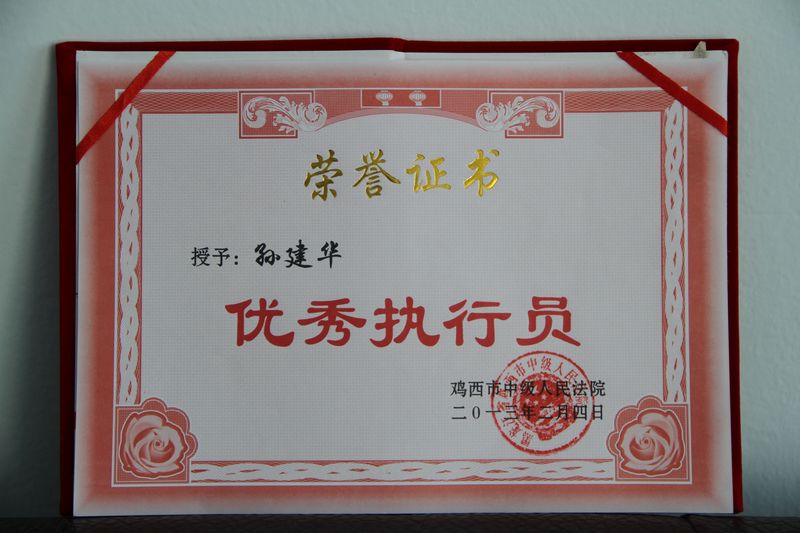 荣誉证书
授予：孙建华
优秀执行员
鸡西市中级人民法院
二0一三年二月四日